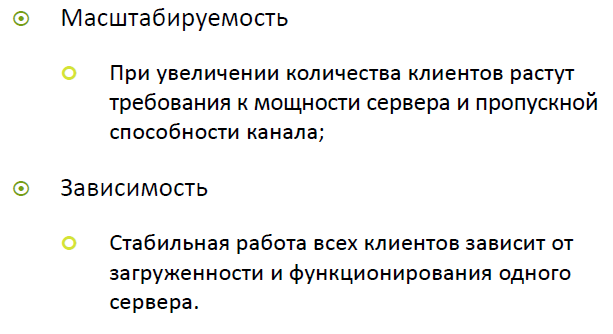 Масштабируемость
При увеличении количества клиентов растут
требования к мощности сервера и пропускной
способности канала;
Зависимость
Стабильная работа всех клиентов зависит от
загруженности и функционирования одного
сервера.